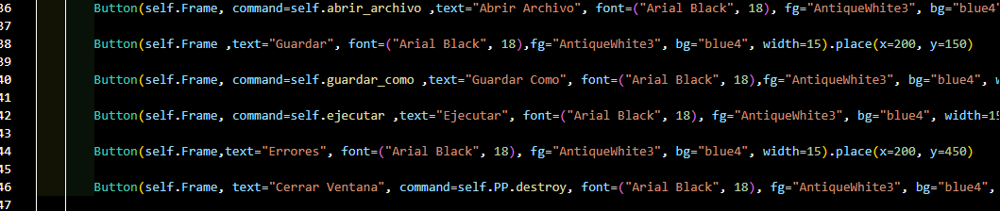 36 Button(self.Frame, command=self.abrir_archivo ,text="Abrir Archivo", font=("Arial Black", 18), fg="AntiqueWhite3", bg="blue4"
37
38 Button(self.Frame ,text="Guardar", font=("Arial Black", 18),fg="AntiqueWhite3", bg="blue4", width=15).place(x=200, y=150)
39
40 Button(self.Frame, command=self.guardar_como ,text="Guardar Como", font=("Arial Black", 18),fg="AntiqueWhite3", bg="blue4", w
41
42 Button(self.Frame, command=self.ejecutar ,text="Ejecutar", font=("Arial Black", 18), fg="AntiqueWhite3", bg="blue4", width=15
43
44 Button(self.Frame,text="Errores", font=("Arial Black", 18), fg="AntiqueWhite3", bg="blue4", width=15).place(x=200, y=450)
45
46 Button(self.Frame, text="Cerrar Ventana", command=self.PP.destroy, font=("Arial Black", 18), fg="AntiqueWhite3", bg="blue4",
47